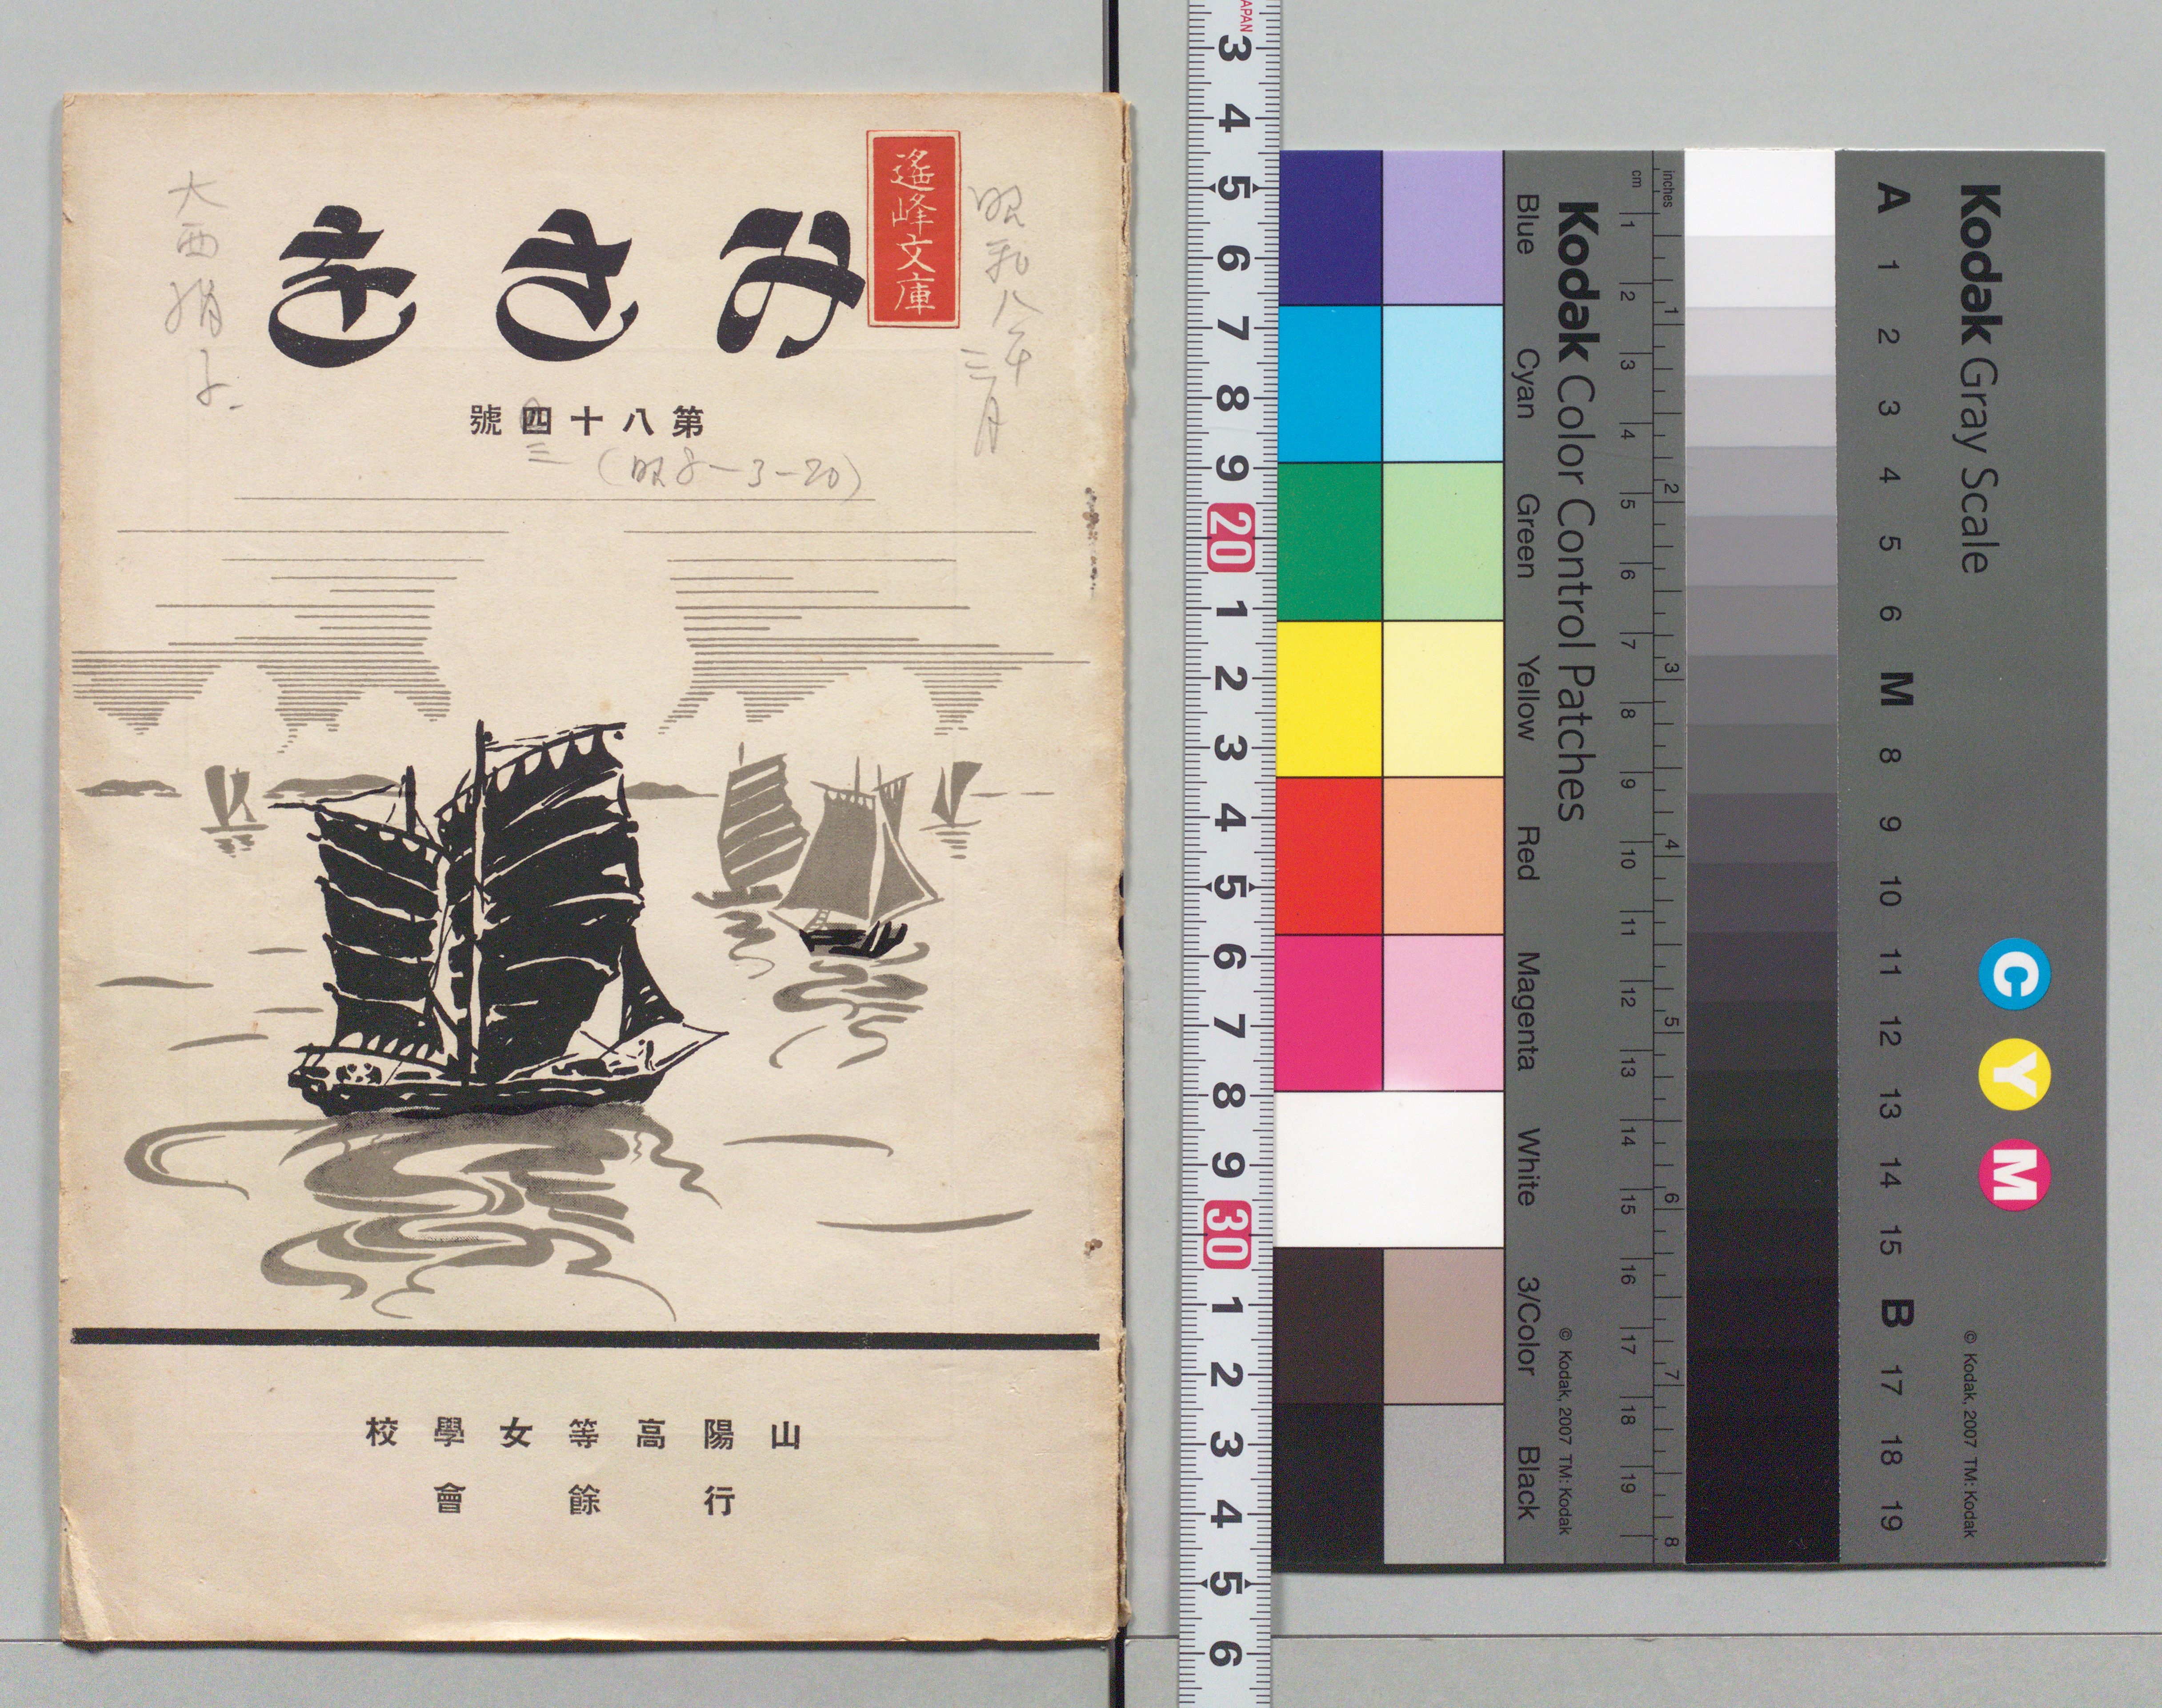 みさを
遙峰文庫
昭和八年三月
大西
第八十四號
三 (昭8-3-20)
山陽高等女學校
行餘會
JAPAN
3 4 5 6 7 8 9 20 1 2 3 4 5 6 7 8 9 30 1 2 3 4 5 6
Kodak Color Control Patches
© Kodak, 2007 TM: Kodak
Blue Cyan Green Yellow Red Magenta White 3/Color Black
cm 1 2 3 4 5 6 7 8 9 10 11 12 13 14 15 16 17 18 19
inches 1 2 3 4 5 6 7 8
Kodak Gray Scale
C Y M
© Kodak, 2007 TM: Kodak
A 1 2 3 4 5 6 M 8 9 10 11 12 13 14 15 B 17 18 19